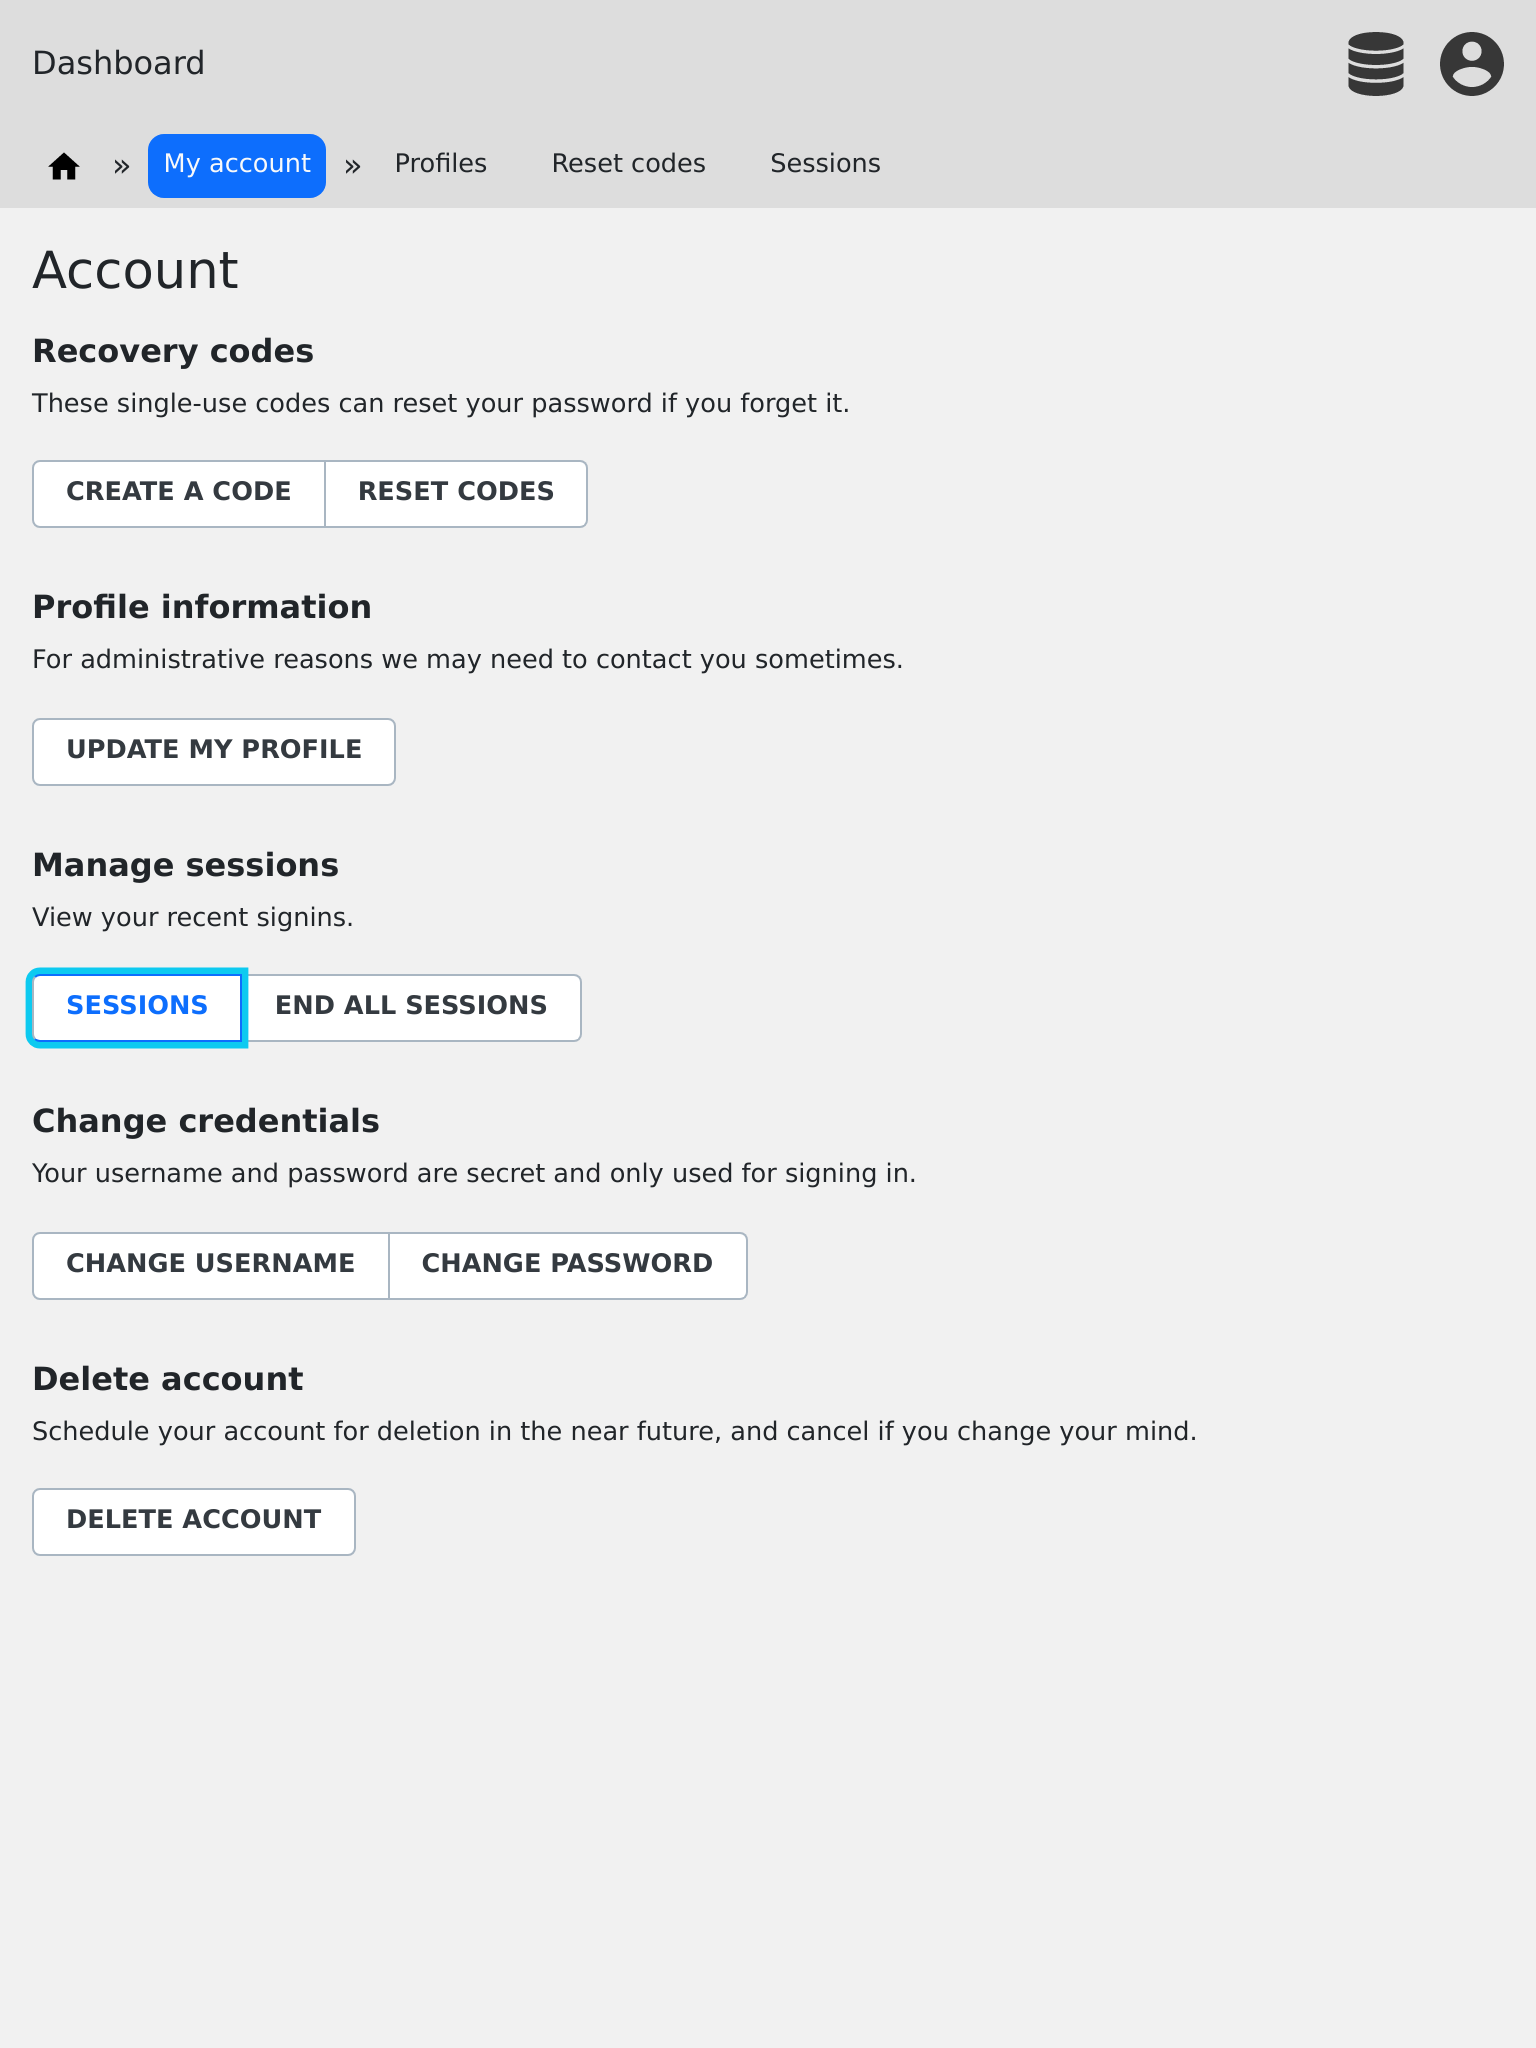 Dashboard
» My account » Profiles Reset codes Sessions
Account
Recovery codes
These single-use codes can reset your password if you forget it.
CREATE A CODE RESET CODES
Profile information
For administrative reasons we may need to contact you sometimes.
UPDATE MY PROFILE
Manage sessions
View your recent signins.
SESSIONS END ALL SESSIONS
Change credentials
Your username and password are secret and only used for signing in.
CHANGE USERNAME CHANGE PASSWORD
Delete account
Schedule your account for deletion in the near future, and cancel if you change your mind.
DELETE ACCOUNT